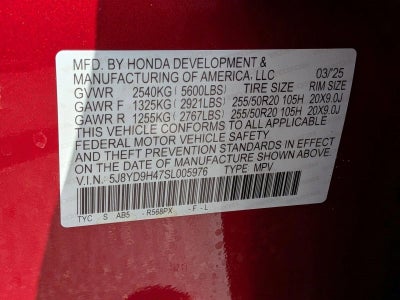 MFD. BY HONDA DEVELOPMENT &
MANUFACTURING OF AMERICA, LLC 03/'25
GVWR 2540KG (5600LBS) TIRE SIZE RIM SIZE
GAWR F 1325KG (2921LBS) 255/50R20 105H 20X9.0J
GAWR R 1255KG (2767LBS) 255/50R20 105H 20X9.0J
THIS VEHICLE CONFORMS TO ALL APPLICABLE
FEDERAL MOTOR VEHICLE SAFETY
AND THEFT PREVENTION STANDARDS IN EFFECT
ON THE DATE OF MANUFACTURE SHOWN ABOVE.
V.I.N.: 5J8YD9H47SL005976 TYPE: MPV
TYC S AB5 - R568PX - F - L